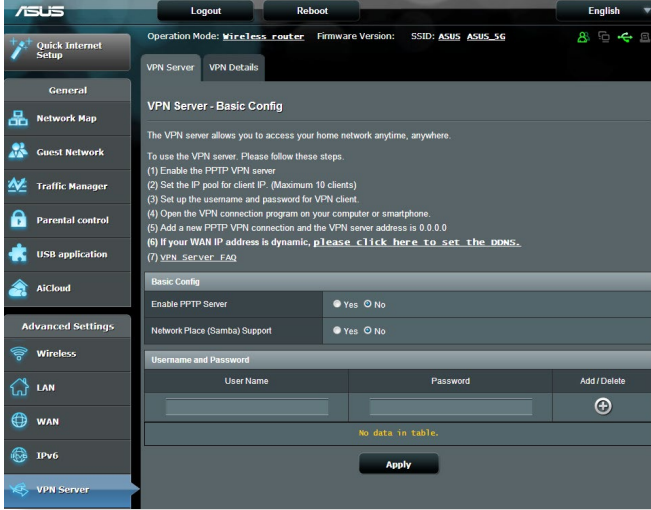 ASUS
Logout
Reboot
English
Quick Internet
Setup
Operation Mode: Wireless router Firmware Version: SSID: ASUS ASUS_5G
VPN Server
VPN Details
General
Network Map
Guest Network
Traffic Manager
Parental control
USB application
AiCloud
Advanced Settings
Wireless
LAN
WAN
IPv6
VPN Server
VPN Server - Basic Config
The VPN server allows you to access your home network anytime, anywhere.
To use the VPN server. Please follow these steps.
(1) Enable the PPTP VPN server
(2) Set the IP pool for client IP. (Maximum 10 clients)
(3) Set up the username and password for VPN client.
(4) Open the VPN connection program on your computer or smartphone.
(5) Add a new PPTP VPN connection and the VPN server address is 0.0.0.0
(6) If your WAN IP address is dynamic, please click here to set the DDNS.
(7) VPN Server FAQ
Basic Config
Enable PPTP Server Yes No
Network Place (Samba) Support Yes No
Username and Password
User Name Password Add / Delete
No data in table.
Apply